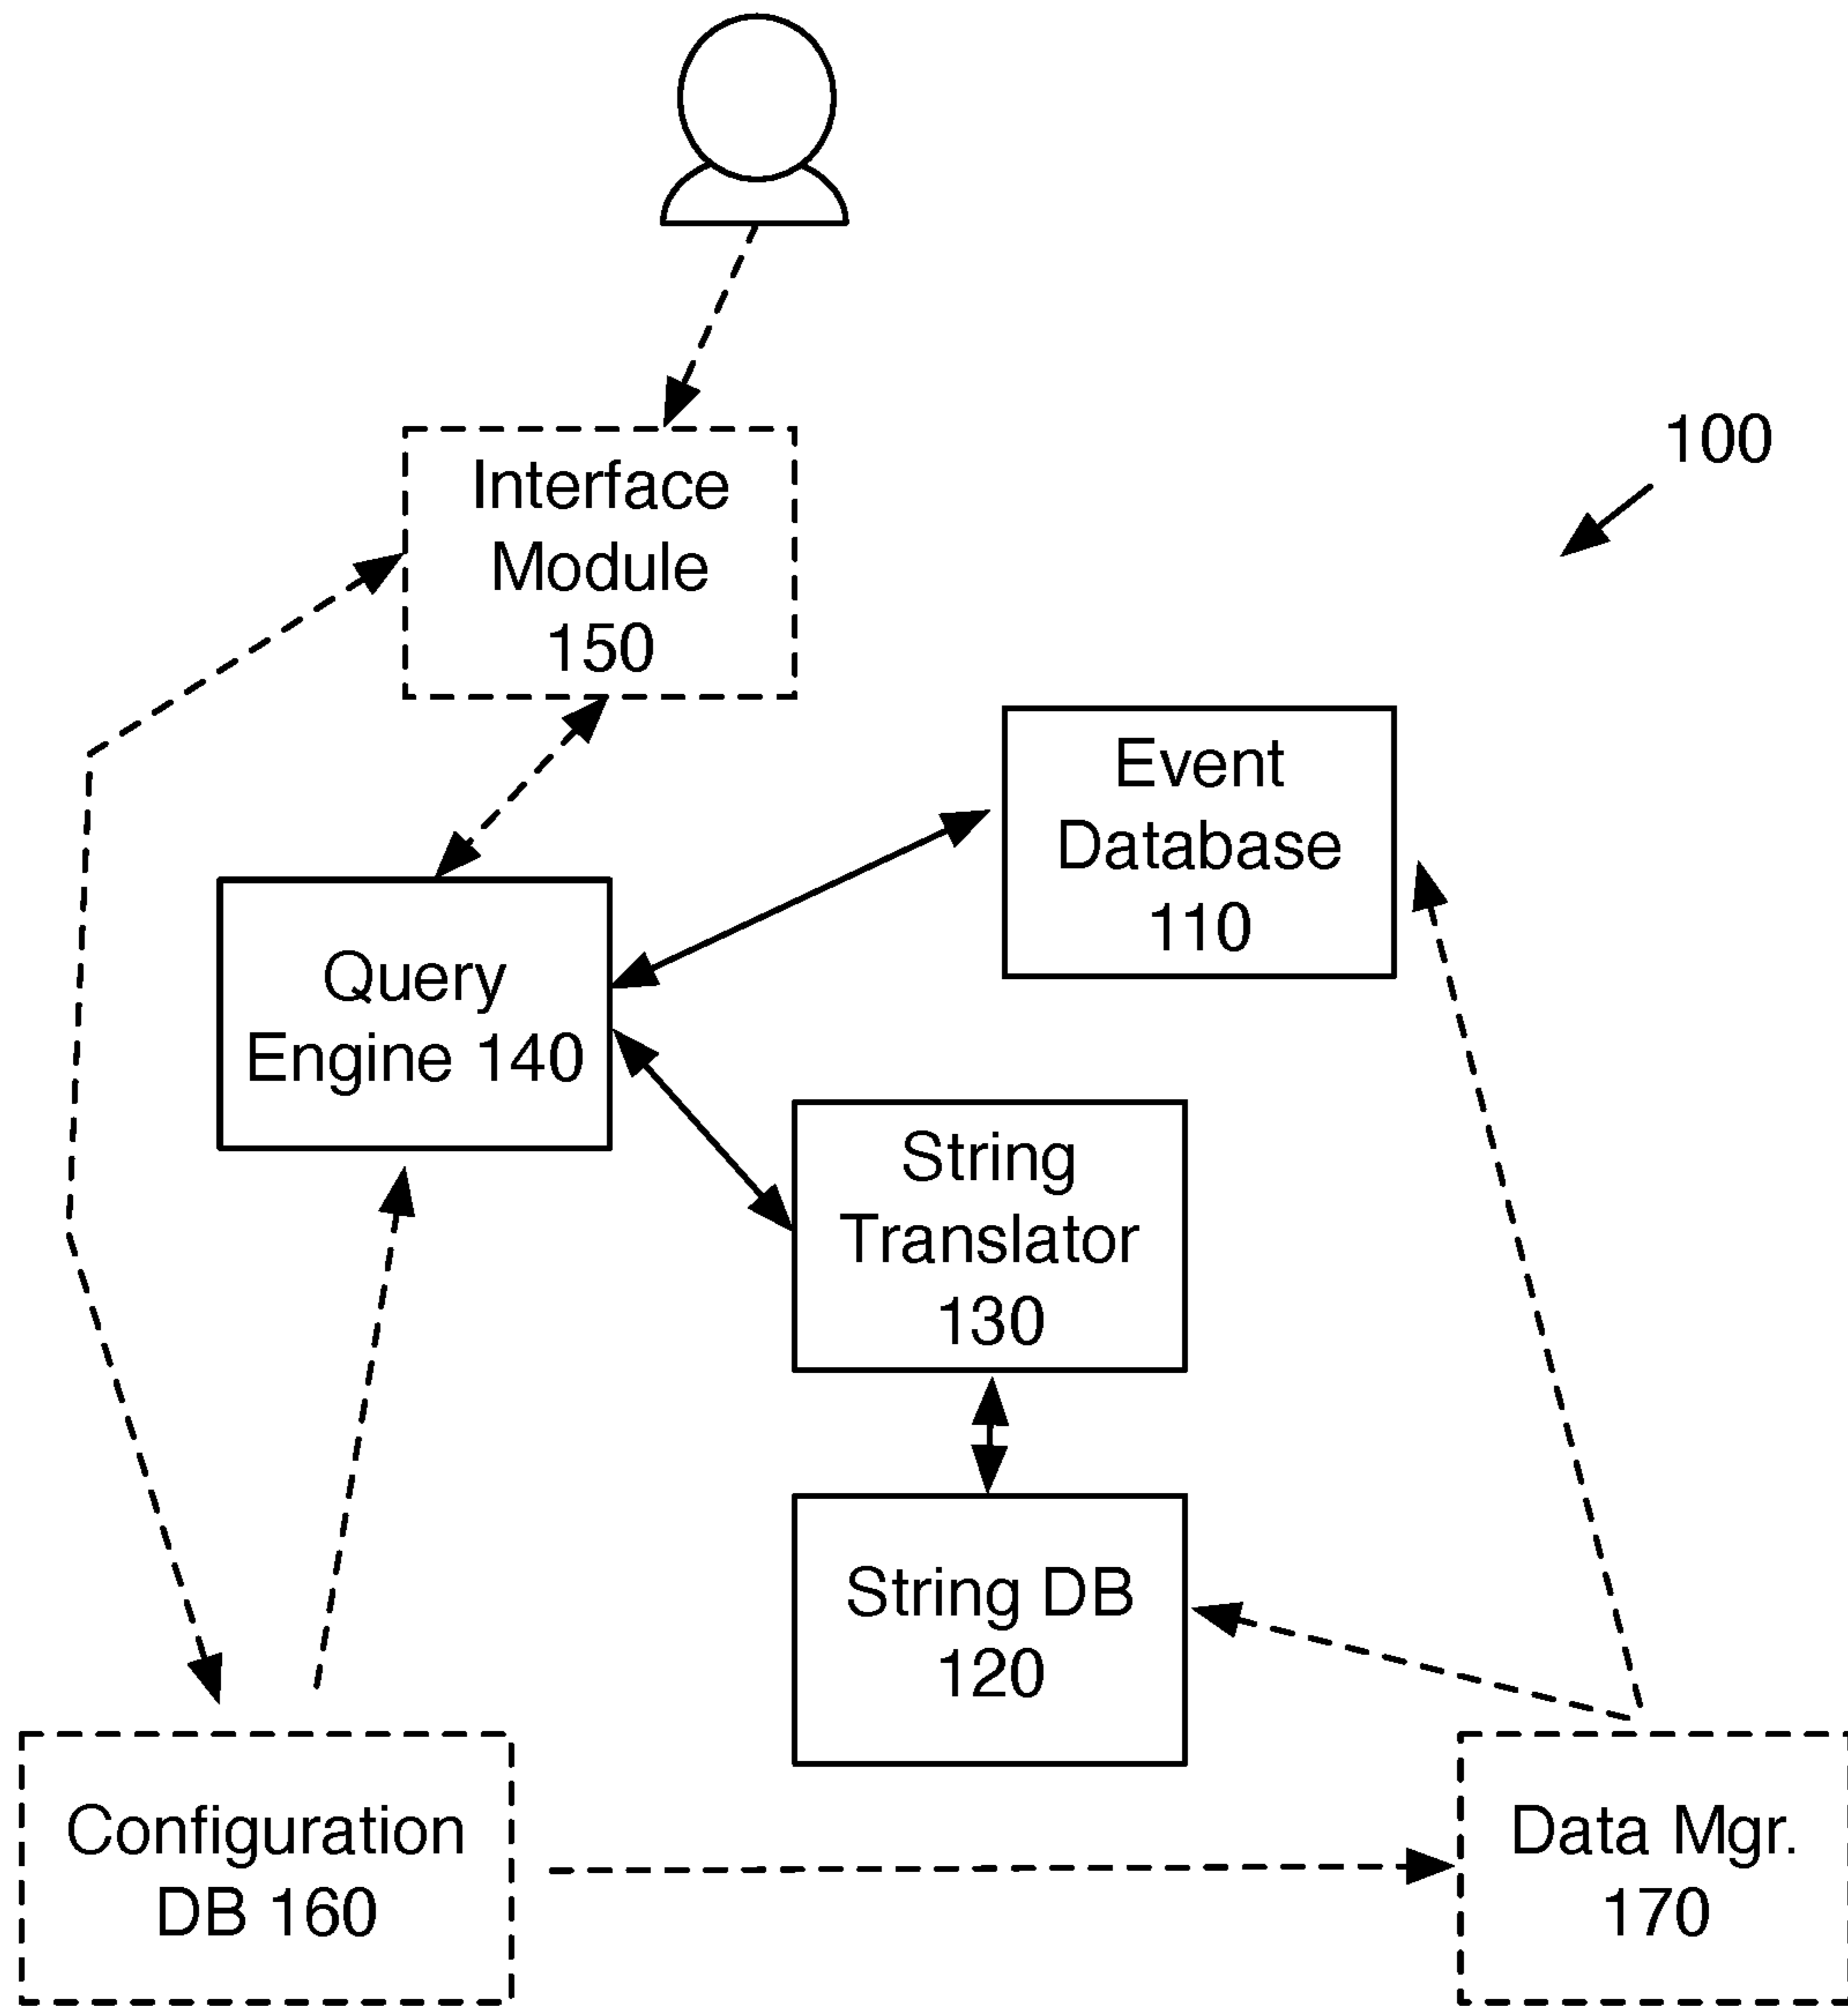 100
Interface
Module
150
Event
Database
110
Query
Engine 140
String
Translator
130
String DB
120
Configuration
DB 160
Data Mgr.
170